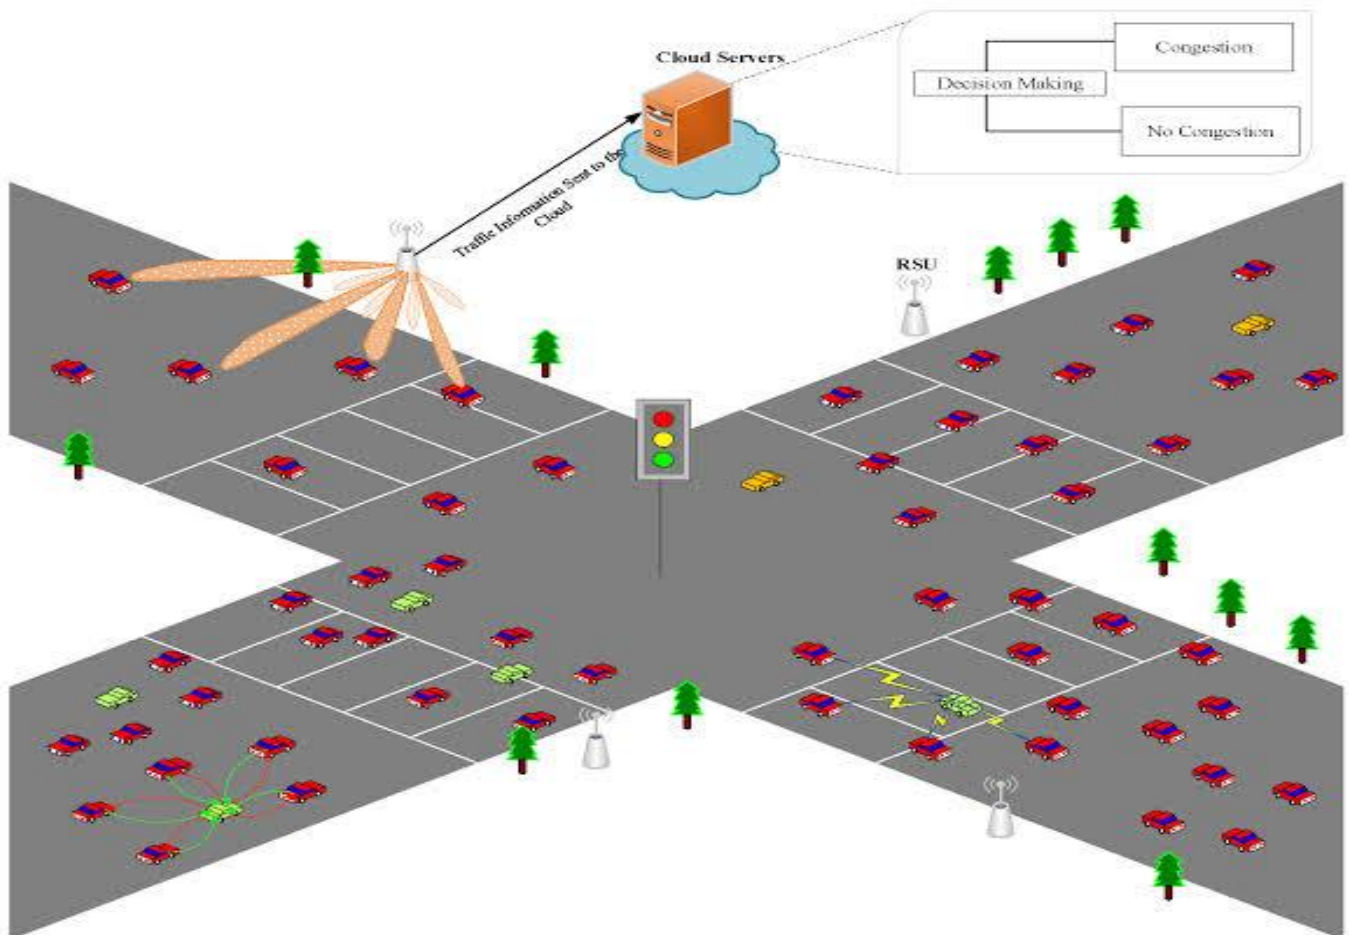 Cloud Servers
Congestion
Decision Making
No Congestion
Traffic Information Sent to the
Cloud
RSU